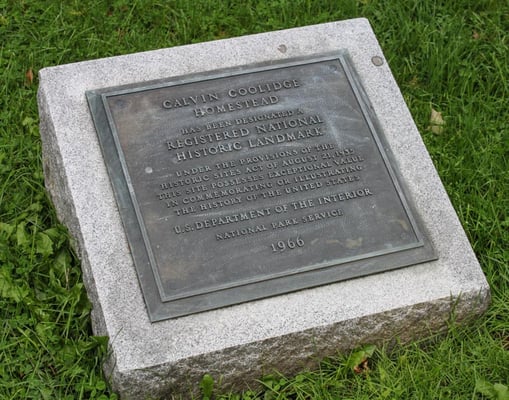 CALVIN COOLIDGE
HOMESTEAD
HAS BEEN DESIGNATED A
REGISTERED NATIONAL
HISTORIC LANDMARK
UNDER THE PROVISIONS OF THE
HISTORIC SITES ACT OF AUGUST 21, 1935
THIS SITE POSSESSES EXCEPTIONAL VALUE
IN COMMEMORATING OR ILLUSTRATING
THE HISTORY OF THE UNITED STATES
U.S. DEPARTMENT OF THE INTERIOR
NATIONAL PARK SERVICE
1966